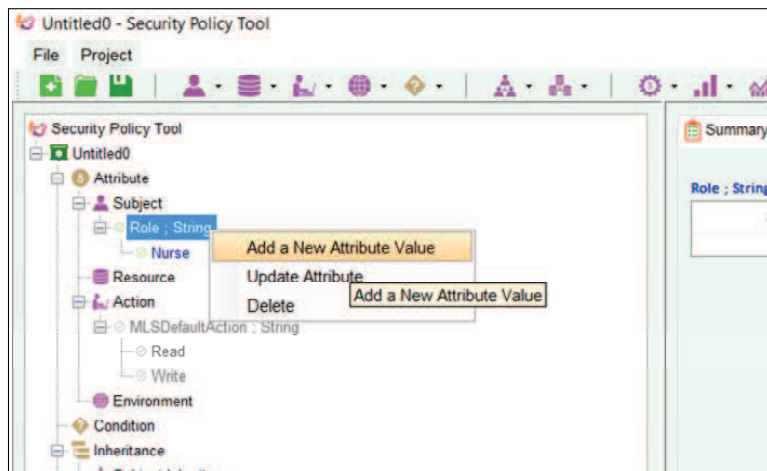 Untitled0 - Security Policy Tool
File Project
Security Policy Tool
Untitled0
Attribute
Subject
Role ; String
Nurse
Resource
Action
MLSDefaultAction ; String
Read
Write
Environment
Condition
Inheritance
Add a New Attribute Value
Update Attribute
Delete
Add a New Attribute Value
Summary
Role ; String